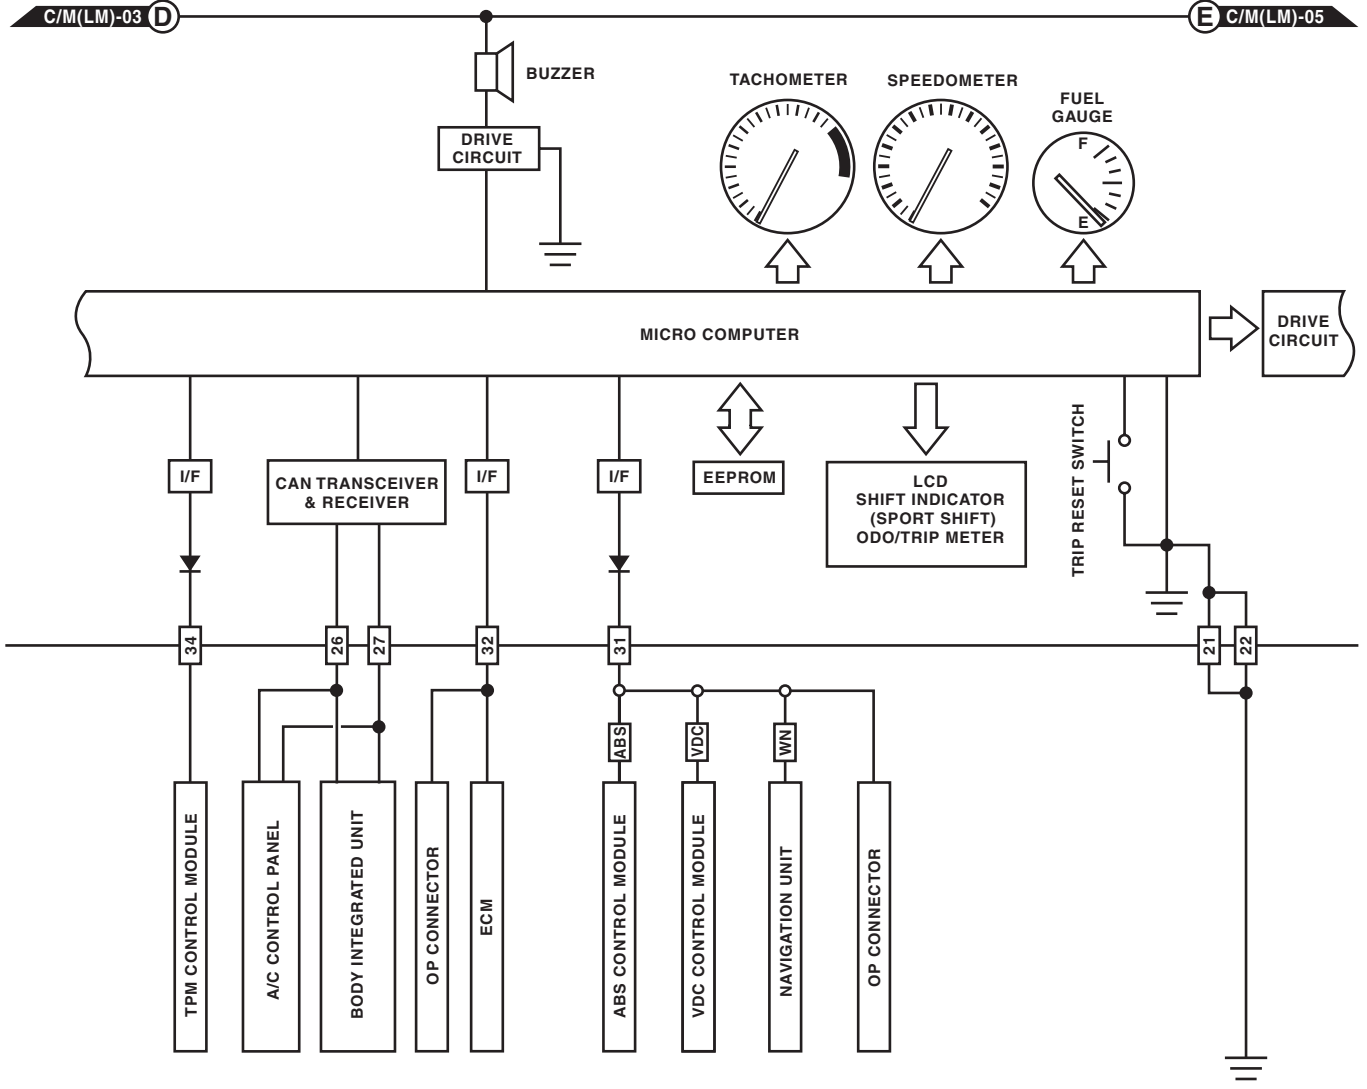 C/M(LM)-03 D
E C/M(LM)-05
BUZZER
DRIVE
CIRCUIT
TACHOMETER
SPEEDOMETER
FUEL
GAUGE
F
E
MICRO COMPUTER
DRIVE
CIRCUIT
I/F
CAN TRANSCEIVER
& RECEIVER
I/F
I/F
EEPROM
LCD
SHIFT INDICATOR
(SPORT SHIFT)
ODO/TRIP METER
TRIP RESET SWITCH
34
26
27
32
31
21
22
ABS
VDC
WN
TPM CONTROL MODULE
A/C CONTROL PANEL
BODY INTEGRATED UNIT
OP CONNECTOR
ECM
ABS CONTROL MODULE
VDC CONTROL MODULE
NAVIGATION UNIT
OP CONNECTOR